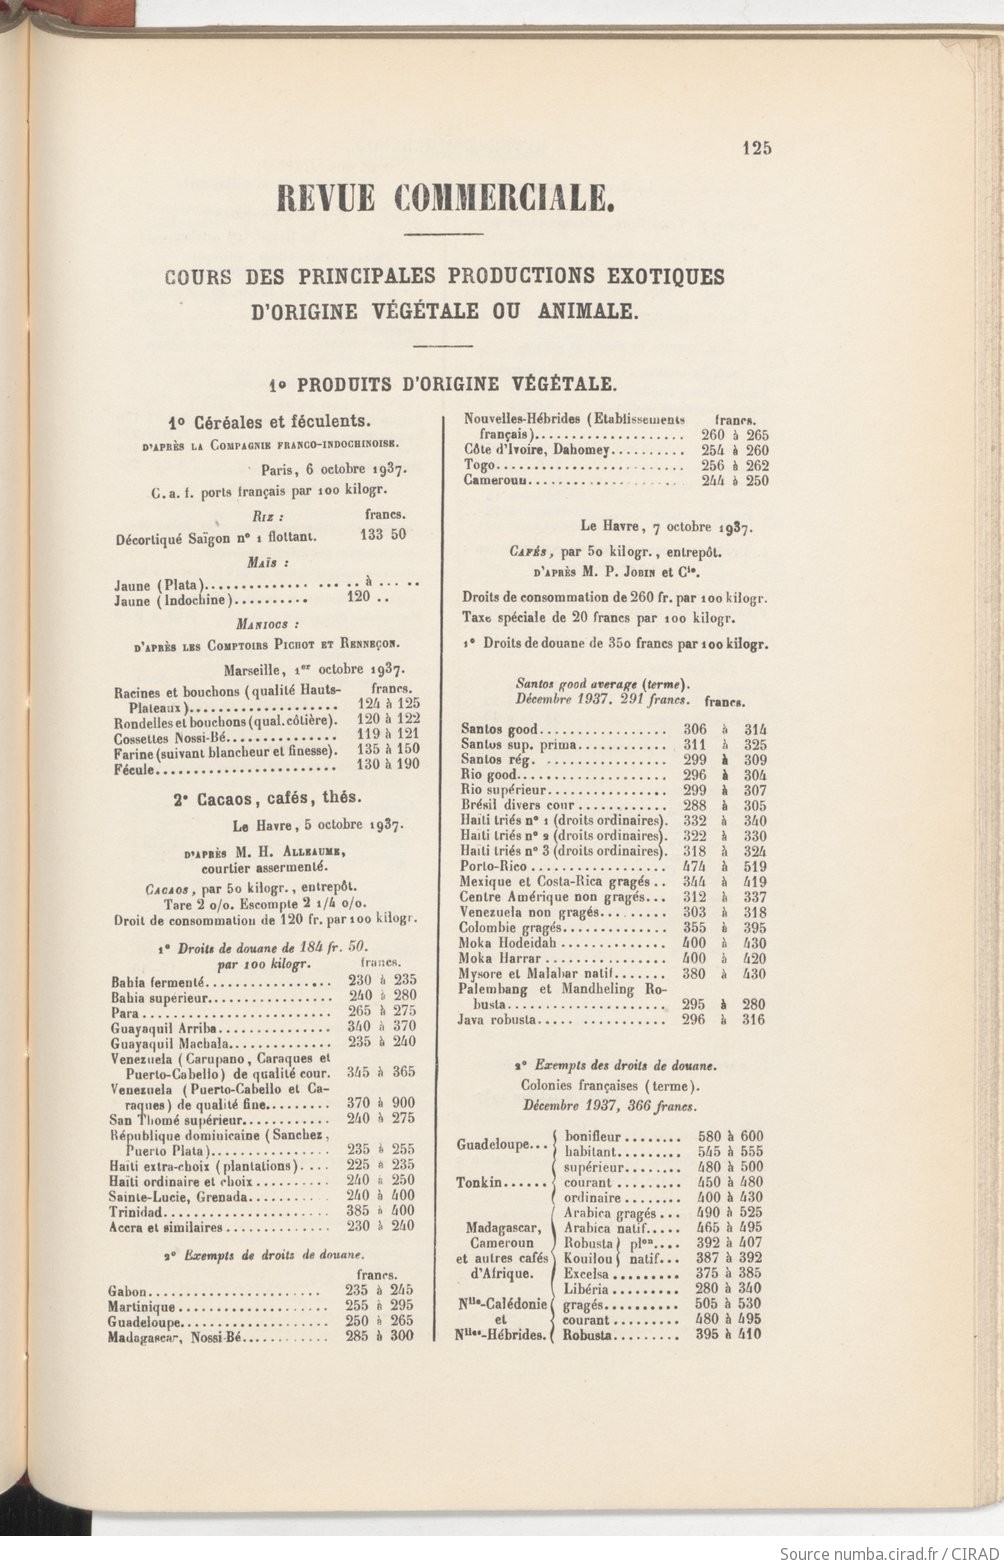 125
REVUE COMMERCIALE.
COURS DES PRINCIPALES PRODUCTIONS EXOTIQUES
D'ORIGINE VÉGÉTALE OU ANIMALE.
1º PRODUITS D'ORIGINE VÉGÉTALE.
1º Céréales et féculents.
D'APRÈS LA COMPAGNIE FRANCO-INDOCHINOISE.
Paris, 6 octobre 1937.
C. a. f. ports français par 100 kilogr.
RIZ : francs.
Décortiqué Saïgon nº 1 flottant. 133 50
MAÏS :
Jaune (Plata).............. ... .. à ... ..
Jaune (Indochine).......... 120 ..
MANIOCS :
D'APRÈS LES COMPTOIRS PICHOT ET RENNEÇON.
Marseille, 1er octobre 1937.
Racines et bouchons (qualité Hauts- francs.
Plateaux)................... 124 à 125
Rondelles et bouchons (qual. côtière). 120 à 122
Cossettes Nossi-Bé............... 119 à 121
Farine (suivant blancheur et finesse). 135 à 150
Fécule........................ 130 à 190
2º Cacaos, cafés, thés.
Le Havre, 5 octobre 1937.
D'APRÈS M. H. ALLEAUME,
courtier assermenté.
CACAOS, par 50 kilogr., entrepôt.
Tare 2 o/o. Escompte 2 1/4 o/o.
Droit de consommation de 120 fr. par 100 kilogr.
1º Droits de douane de 184 fr. 50.
par 100 kilogr. francs.
Bahia fermenté................. 230 à 235
Bahia supérieur................. 240 à 280
Para......................... 265 à 275
Guayaquil Arriba............... 340 à 370
Guayaquil Machala.............. 235 à 240
Venezuela (Carupano, Caraques et
Puerto-Cabello) de qualité cour. 345 à 365
Venezuela (Puerto-Cabello et Ca-
raques) de qualité fine......... 370 à 900
San Thomé supérieur............ 240 à 275
République dominicaine (Sanchez,
Puerto Plata)................ 235 à 255
Haïti extra-choix (plantations).... 225 à 235
Haïti ordinaire et choix.......... 240 à 250
Sainte-Lucie, Grenada........... 240 à 400
Trinidad...................... 385 à 400
Accra et similaires.............. 230 à 240
2º Exempts de droits de douane.
francs.
Gabon....................... 235 à 245
Martinique.................... 255 à 295
Guadeloupe................... 250 à 265
Madagascar, Nossi-Bé............ 285 à 300
Nouvelles-Hébrides (Etablissements francs.
français).................... 260 à 265
Côte d'Ivoire, Dahomey.......... 254 à 260
Togo......................... 256 à 262
Cameroun..................... 244 à 250
Le Havre, 7 octobre 1937.
CAFÉS, par 50 kilogr., entrepôt.
D'APRÈS M. P. JOBIN et Cie.
Droits de consommation de 260 fr. par 100 kilogr.
Taxe spéciale de 20 francs par 100 kilogr.
1º Droits de douane de 350 francs par 100 kilogr.
Santos good average (terme).
Décembre 1937. 291 francs. francs.
Santos good................. 306 à 314
Santos sup. prima............ 311 à 325
Santos rég. ................ 299 à 309
Rio good.................... 296 à 304
Rio supérieur................ 299 à 307
Brésil divers cour............ 288 à 305
Haïti triés nº 1 (droits ordinaires). 332 à 340
Haïti triés nº 2 (droits ordinaires). 322 à 330
Haïti triés nº 3 (droits ordinaires). 318 à 324
Porto-Rico.................. 474 à 519
Mexique et Costa-Rica gragés.. 344 à 419
Centre Amérique non gragés... 312 à 337
Venezuela non gragés......... 303 à 318
Colombie gragés.............. 355 à 395
Moka Hodeidah.............. 400 à 430
Moka Harrar................ 400 à 420
Mysore et Malabar natif....... 380 à 430
Palembang et Mandheling Ro-
busta..................... 295 à 280
Java robusta..... ........... 296 à 316
2º Exempts des droits de douane.
Colonies françaises (terme).
Décembre 1937, 366 francs.
Guadeloupe... bonifieur........ 580 à 600
habitant......... 545 à 555
supérieur........ 480 à 500
Tonkin...... courant......... 450 à 480
ordinaire........ 400 à 430
Arabica gragés... 490 à 525
Madagascar, Arabica natif..... 465 à 495
Cameroun Robusta plon.... 392 à 407
et autres cafés Kouilou natif... 387 à 392
d'Afrique. Excelsa......... 375 à 385
Libéria......... 280 à 340
Nlle-Calédonie gragés.......... 505 à 530
et courant......... 480 à 495
Nlles-Hébrides. Robusta......... 395 à 410
Source numba.cirad.fr / CIRAD